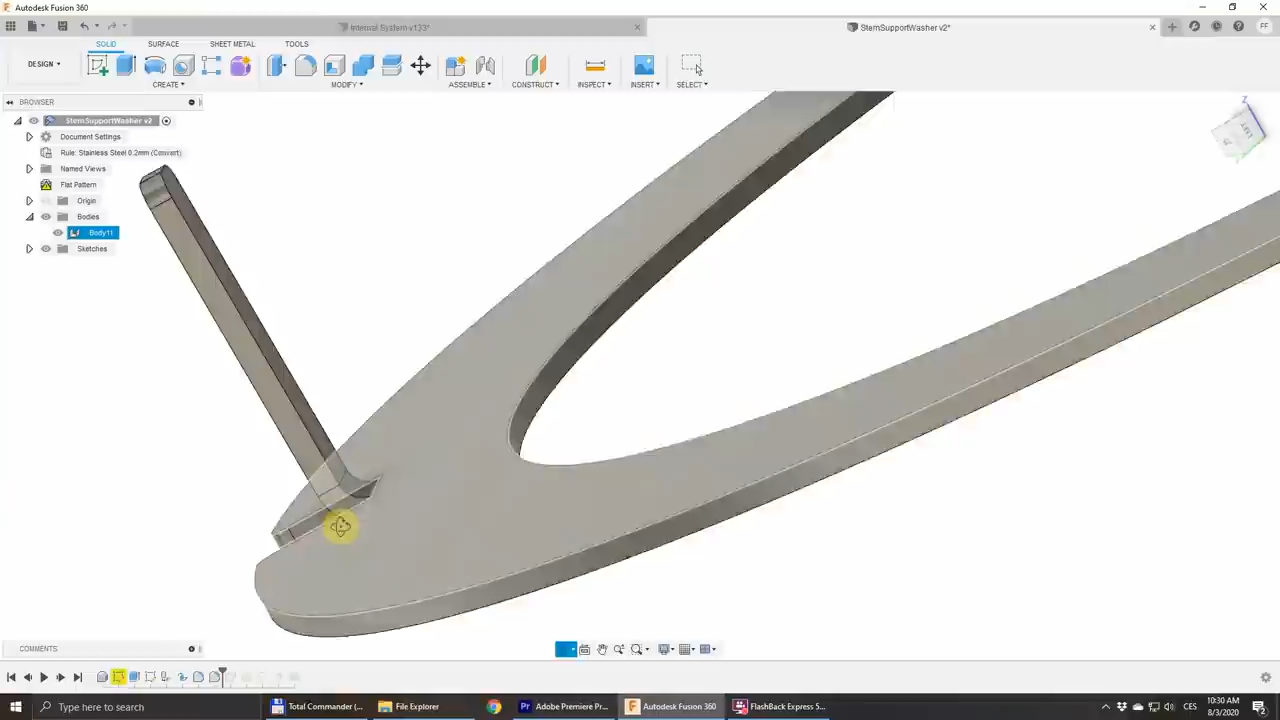 Autodesk Fusion 360
Internal System v133*
StemSupportWasher v2*
FF
DESIGN
SOLID SURFACE SHEET METAL TOOLS
CREATE MODIFY ASSEMBLE CONSTRUCT INSPECT INSERT SELECT
BROWSER
StemSupportWasher v2
Document Settings
Rule: Stainless Steel 0.2mm (Convert)
Named Views
Flat Pattern
Origin
Bodies
Body11
Sketches
Z
COMMENTS
Type here to search
Total Commander (...
File Explorer
Adobe Premiere Pr...
Autodesk Fusion 360
FlashBack Express 5...
CES
10:30 AM
8/3/2020